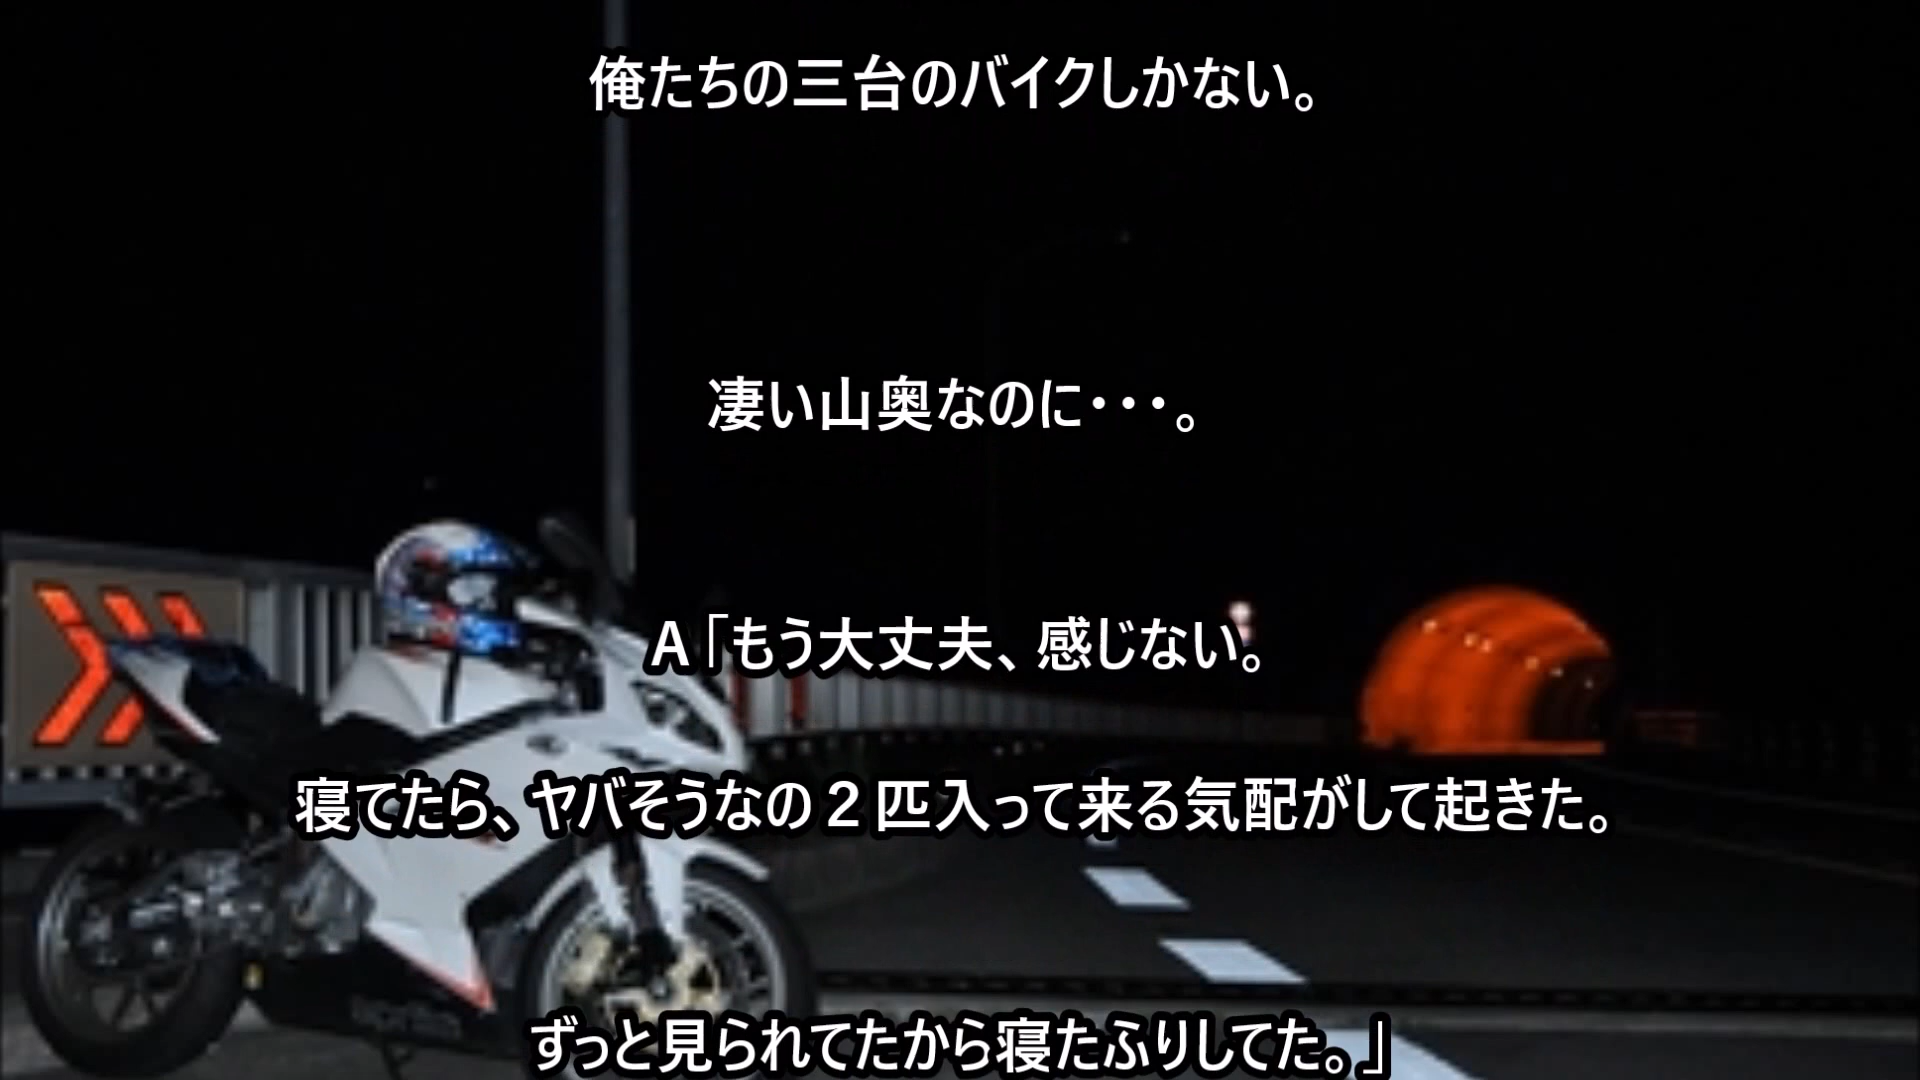 俺たちの三台のバイクしかない。
凄い山奥なのに・・・。
A「もう大丈夫、感じない。
寝てたら、ヤバそうなの２匹入って来る気配がして起きた。
ずっと見られてたから寝たふりしてた。」